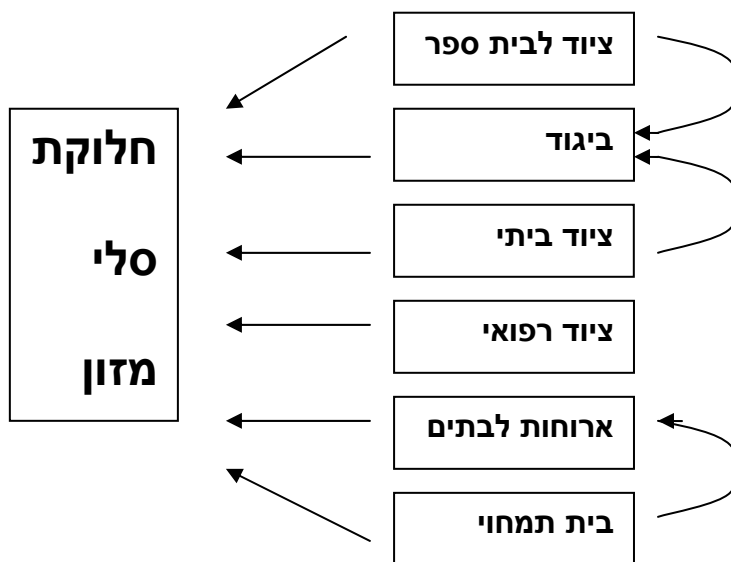 ציוד לבית ספר
ביגוד
ציוד ביתי
ציוד רפואי
ארוחות לבתים
בית תמחוי
חלוקת
סלי
מזון